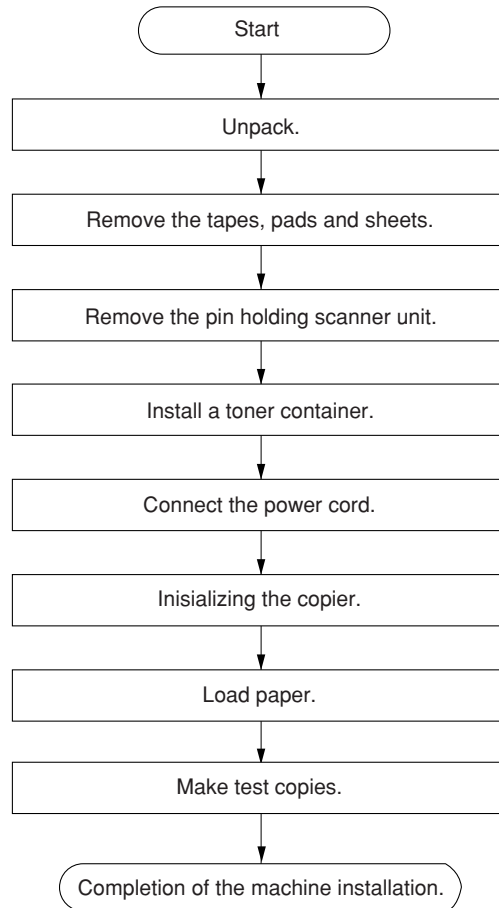 Start
Unpack.
Remove the tapes, pads and sheets.
Remove the pin holding scanner unit.
Install a toner container.
Connect the power cord.
Inisializing the copier.
Load paper.
Make test copies.
Completion of the machine installation.